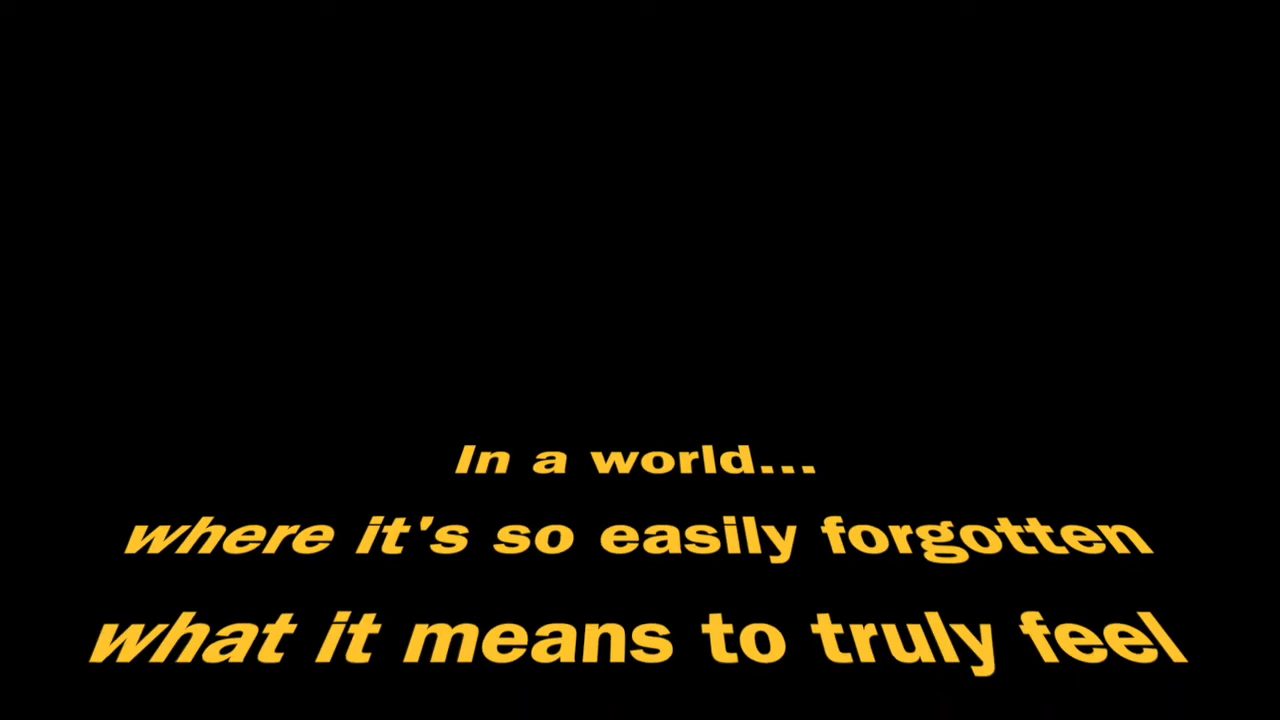 In a world...
where it's so easily forgotten
what it means to truly feel